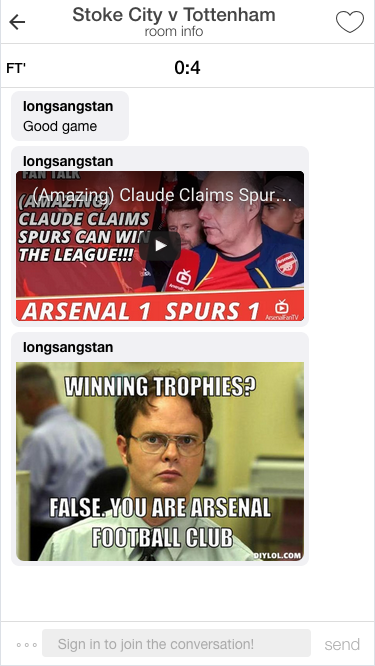 Stoke City v Tottenham
room info
FT'
0:4
longsangstan
Good game
longsangstan
FAN TALK
(Amazing) Claude Claims Spur...
(AMAZING)
CLAUDE CLAIMS
SPURS CAN WIN
THE LEAGUE!!!
ARSENAL 1 SPURS 1
ArsenalFanTV
longsangstan
WINNING TROPHIES?
FALSE. YOU ARE ARSENAL
FOOTBALL CLUB
DIYLOL.COM
Sign in to join the conversation!
send